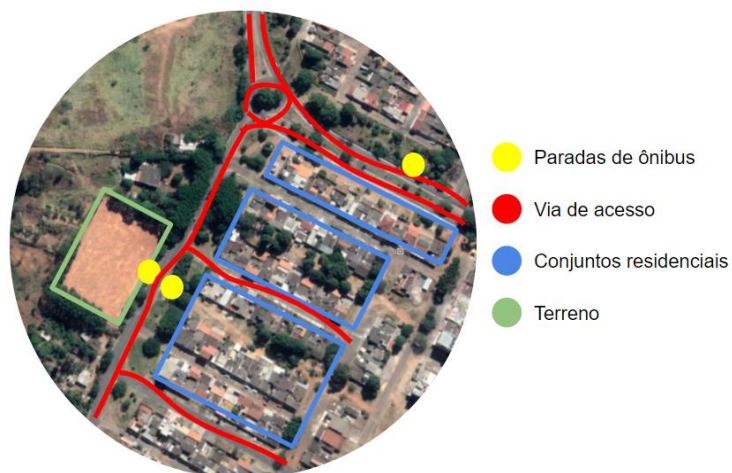 Paradas de ônibus
Via de acesso
Conjuntos residenciais
Terreno